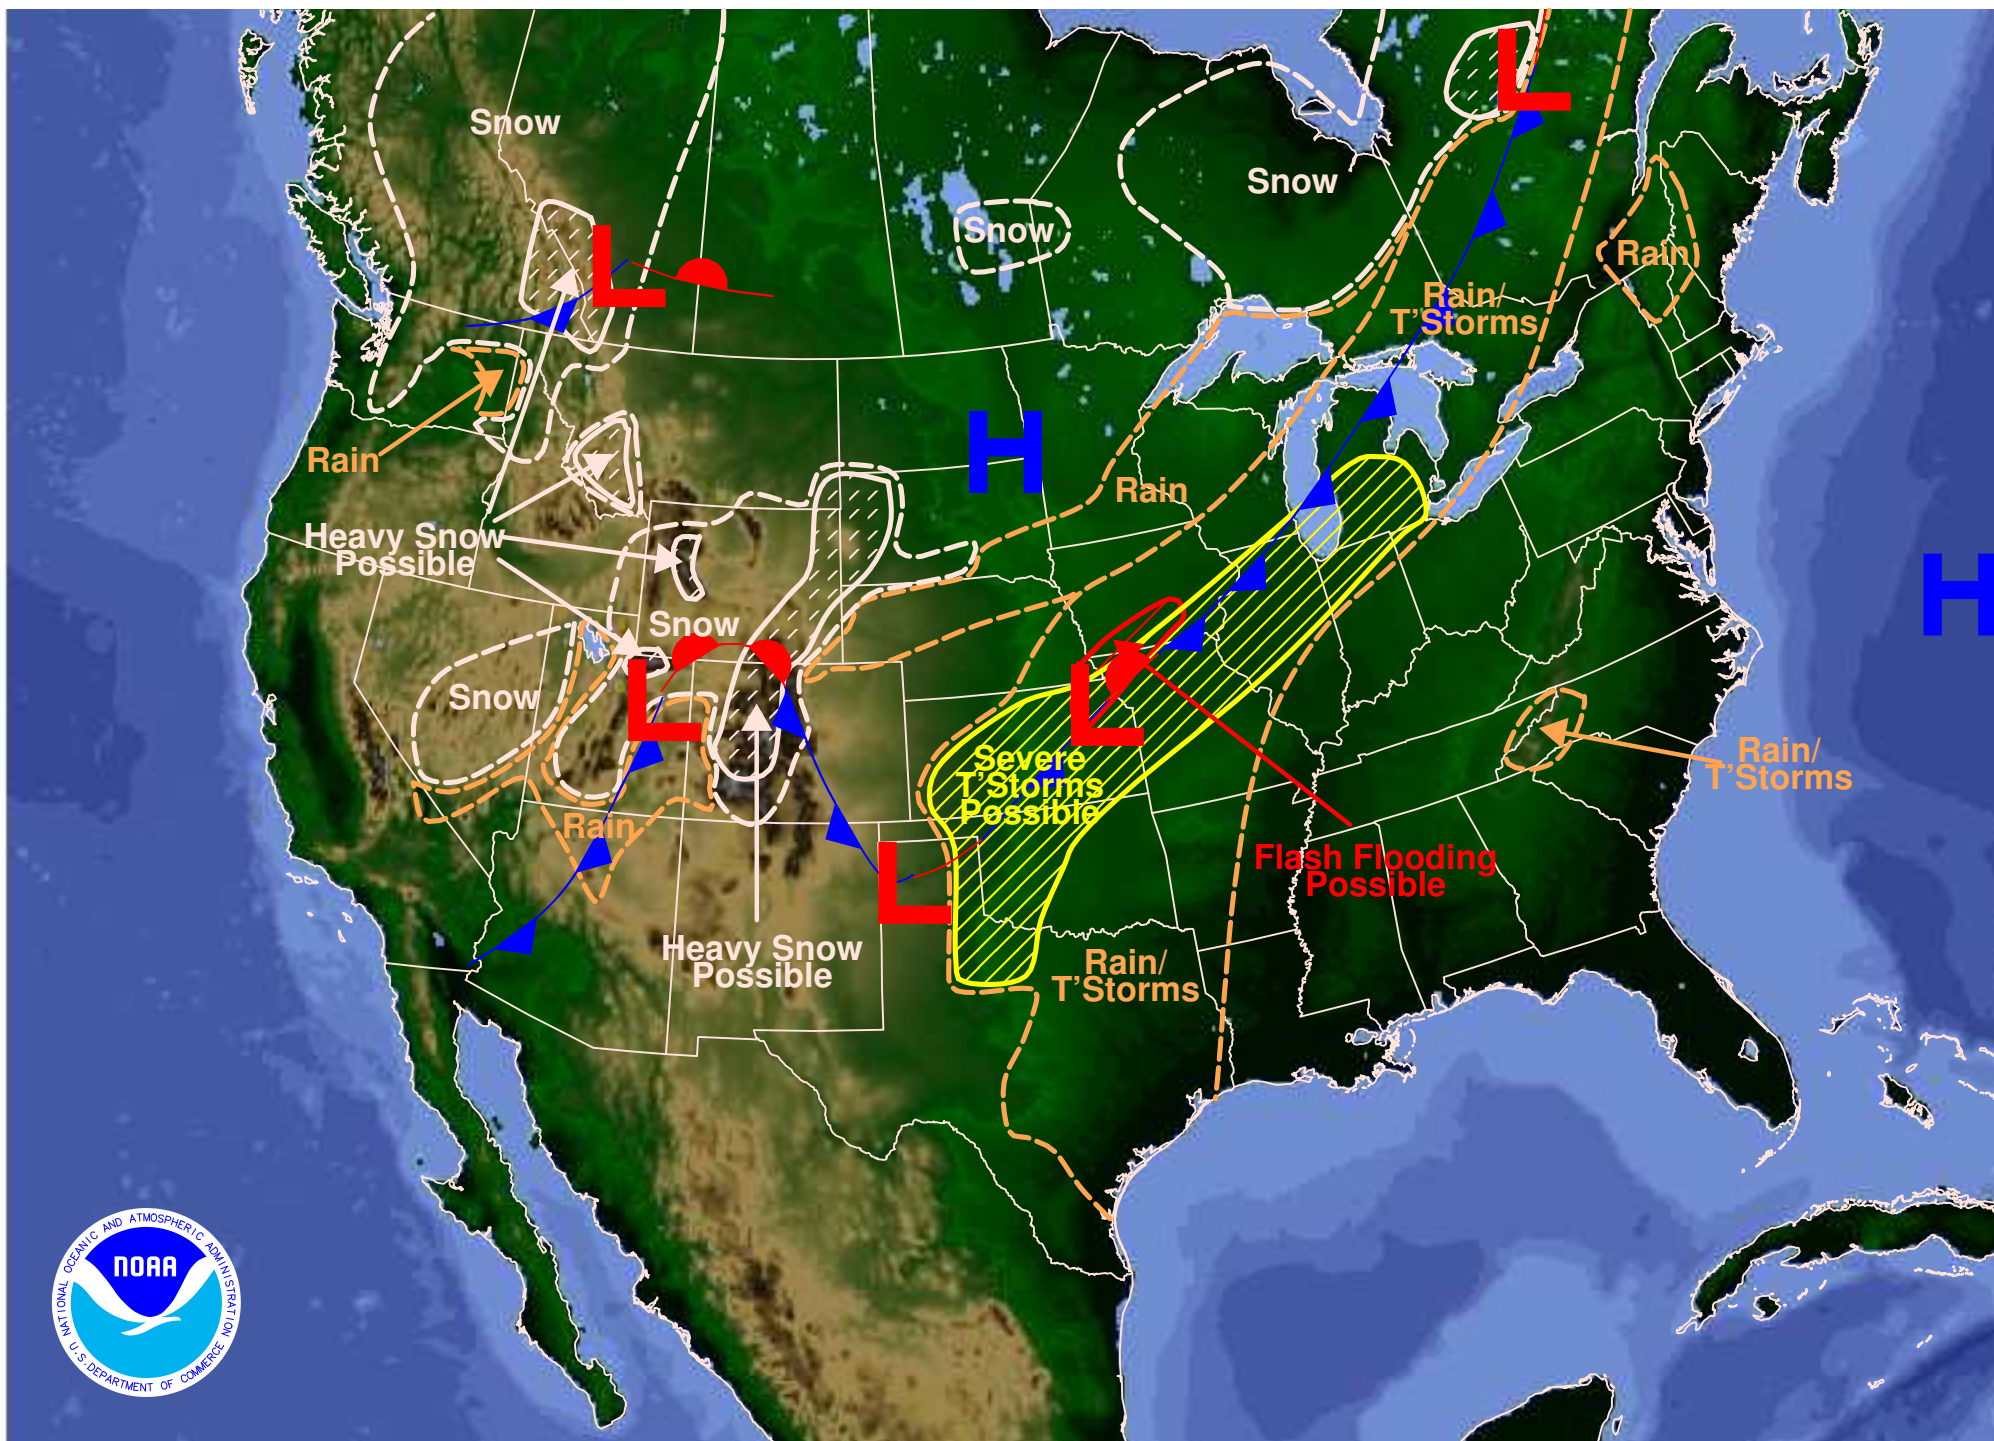 L
Snow
Snow
Snow
Rain
L
Rain/
T'Storms
H
Rain
Rain
Heavy Snow
Possible
H
Snow
Snow
L
L
Severe
T'Storms
Possible
Rain/
T'Storms
Rain
L
Flash Flooding
Possible
Heavy Snow
Possible
Rain/
T'Storms
NATIONAL OCEANIC AND ATMOSPHERIC ADMINISTRATION
NOAA
U.S. DEPARTMENT OF COMMERCE